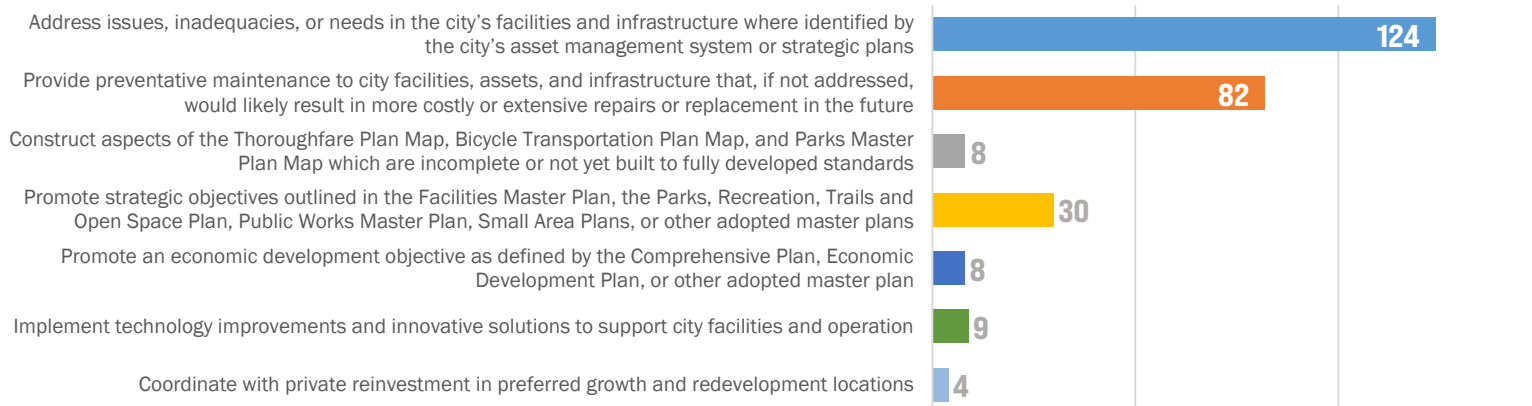 Address issues, inadequacies, or needs in the city's facilities and infrastructure where identified by
the city's asset management system or strategic plans
124
Provide preventative maintenance to city facilities, assets, and infrastructure that, if not addressed,
would likely result in more costly or extensive repairs or replacement in the future
82
Construct aspects of the Thoroughfare Plan Map, Bicycle Transportation Plan Map, and Parks Master
Plan Map which are incomplete or not yet built to fully developed standards
8
Promote strategic objectives outlined in the Facilities Master Plan, the Parks, Recreation, Trails and
Open Space Plan, Public Works Master Plan, Small Area Plans, or other adopted master plans
30
Promote an economic development objective as defined by the Comprehensive Plan, Economic
Development Plan, or other adopted master plan
8
Implement technology improvements and innovative solutions to support city facilities and operation
9
Coordinate with private reinvestment in preferred growth and redevelopment locations
4